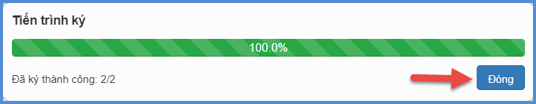 Tiến trình ký
100.0%
Đã ký thành công: 2/2
Đóng